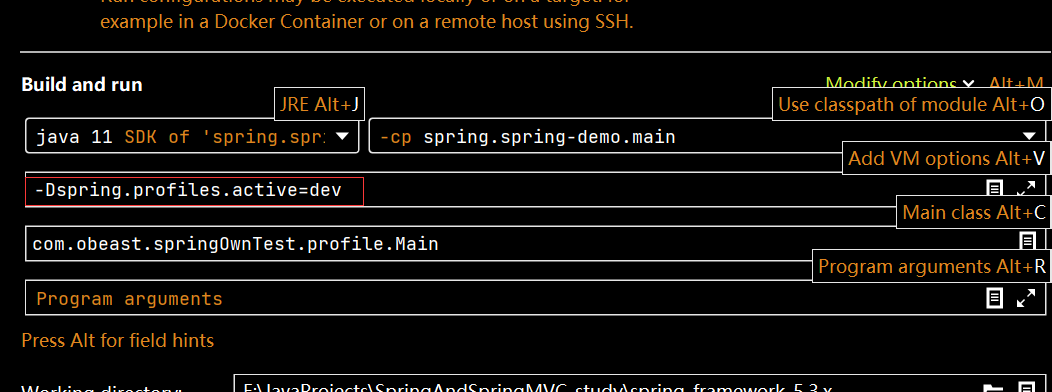 Run configurations may be executed locally or on a target: for
example in a Docker Container or on a remote host using SSH.
Build and run
Modify options Alt+M
JRE Alt+J
Use classpath of module Alt+O
java 11 SDK of 'spring.spr
-cp spring.spring-demo.main
Add VM options Alt+V
-Dspring.profiles.active=dev
Main class Alt+C
com.obeast.springOwnTest.profile.Main
Program arguments Alt+R
Program arguments
Press Alt for field hints
Working directory:
E:\JavaProjects\SpringAndSpringMVC_study\spring_framework_5.3.x